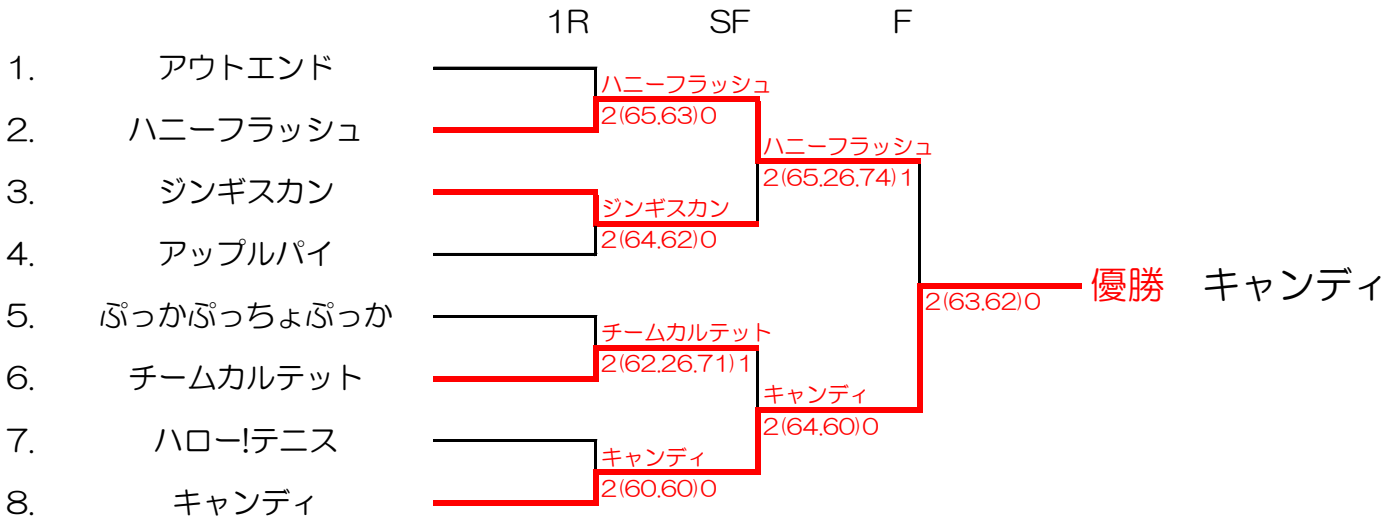 1R SF F
1. アウトエンド
ハニーフラッシュ
2(65.63)0
2. ハニーフラッシュ
ハニーフラッシュ
2(65.26.74)1
3. ジンギスカン
ジンギスカン
2(64.62)0
4. アップルパイ
優勝 キャンディ
2(63.62)0
5. ぷっかぷっちょぷっか
チームカルテット
2(62.26.71)1
6. チームカルテット
キャンディ
2(64.60)0
7. ハロー!テニス
キャンディ
2(60.60)0
8. キャンディ